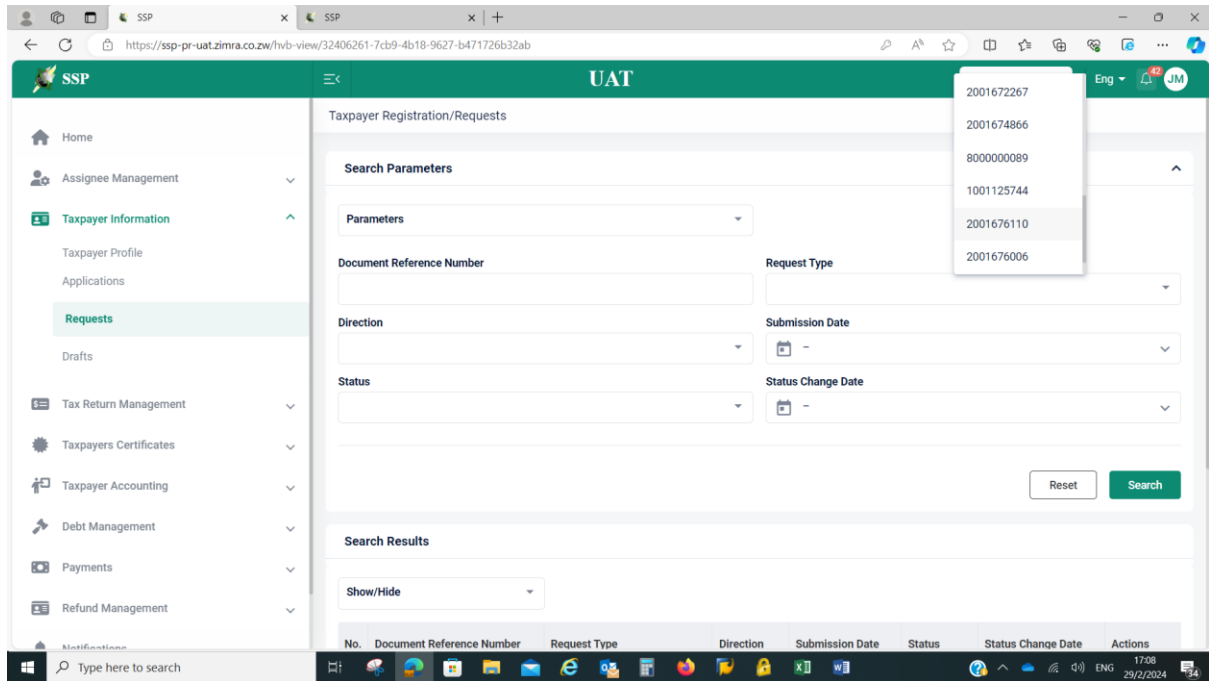 SSP
SSP
https://ssp-pr-uat.zimra.co.zw/hvb-view/32406261-7cb9-4b18-9627-b471726b32ab
SSP
UAT
Eng
42
JM
2001672267
2001674866
8000000089
1001125744
2001676110
2001676006
Home
Assignee Management
Taxpayer Information
Taxpayer Profile
Applications
Requests
Drafts
Tax Return Management
Taxpayers Certificates
Taxpayer Accounting
Debt Management
Payments
Refund Management
Notifications
Taxpayer Registration/Requests
Search Parameters
Parameters
Document Reference Number
Request Type
Direction
Submission Date
–
Status
Status Change Date
–
Reset
Search
Search Results
Show/Hide
No. Document Reference Number Request Type Direction Submission Date Status Status Change Date Actions
Type here to search
ENG
17:08
29/2/2024
34